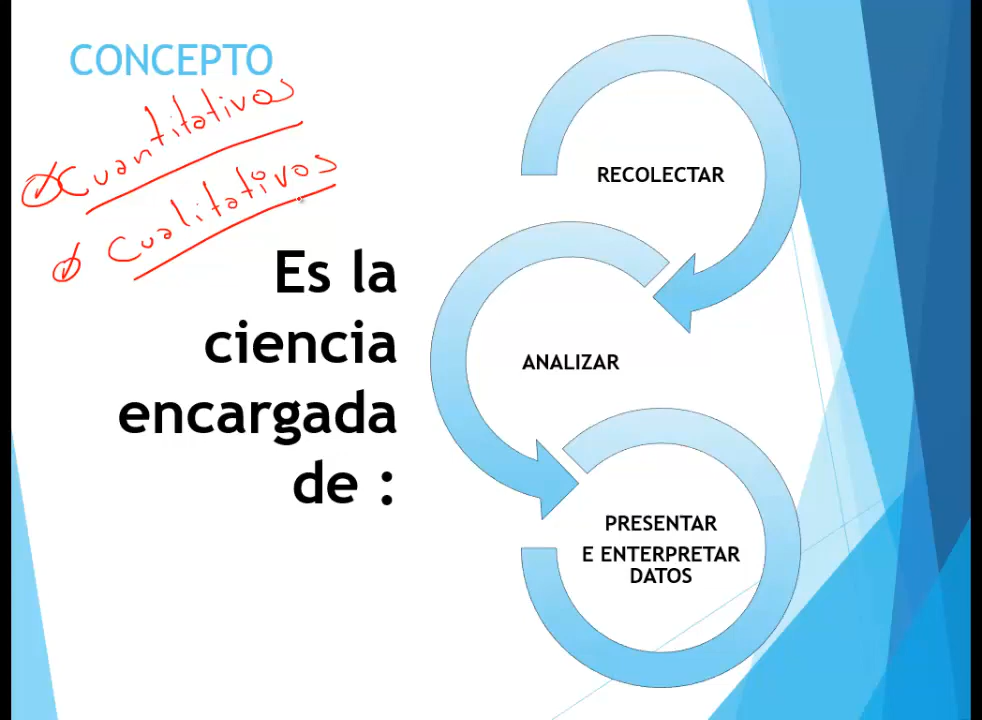 CONCEPTO
Cuantitativos
Cualitativos
Es la
ciencia
encargada
de :
RECOLECTAR
ANALIZAR
PRESENTAR
E ENTERPRETAR
DATOS